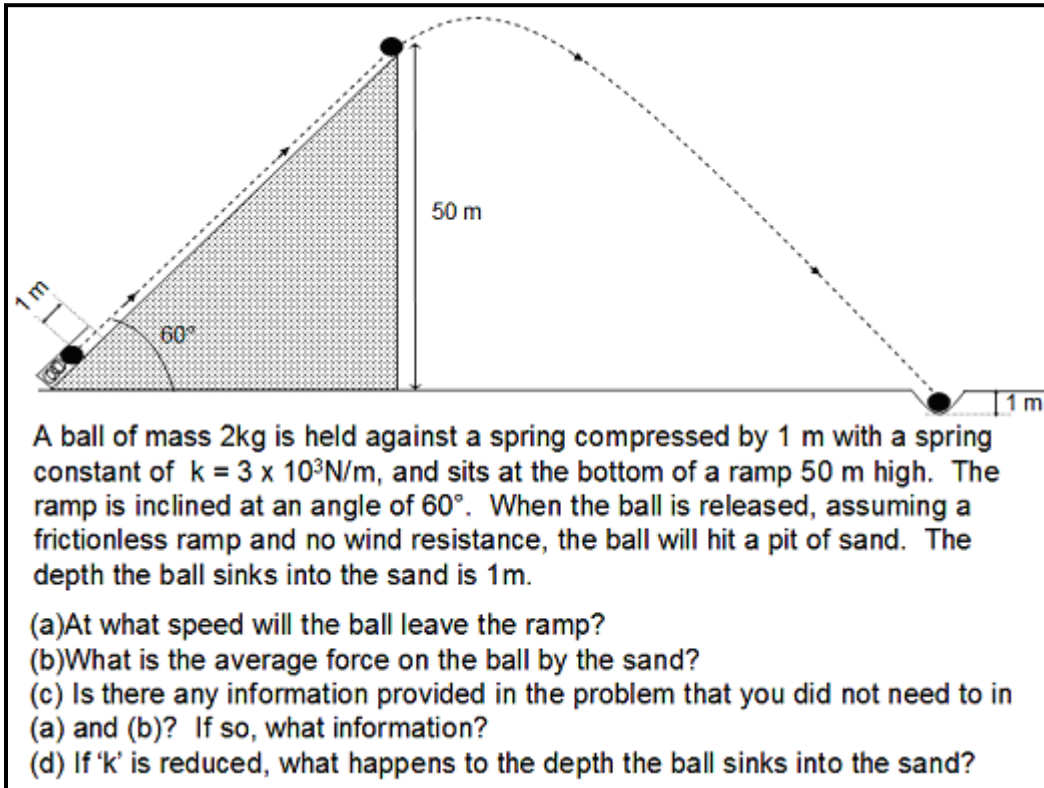 50 m
1 m
60°
1 m
A ball of mass 2kg is held against a spring compressed by 1 m with a spring
constant of k = 3 x 10³N/m, and sits at the bottom of a ramp 50 m high. The
ramp is inclined at an angle of 60°. When the ball is released, assuming a
frictionless ramp and no wind resistance, the ball will hit a pit of sand. The
depth the ball sinks into the sand is 1m.
(a)At what speed will the ball leave the ramp?
(b)What is the average force on the ball by the sand?
(c) Is there any information provided in the problem that you did not need to in
(a) and (b)? If so, what information?
(d) If ‘k’ is reduced, what happens to the depth the ball sinks into the sand?